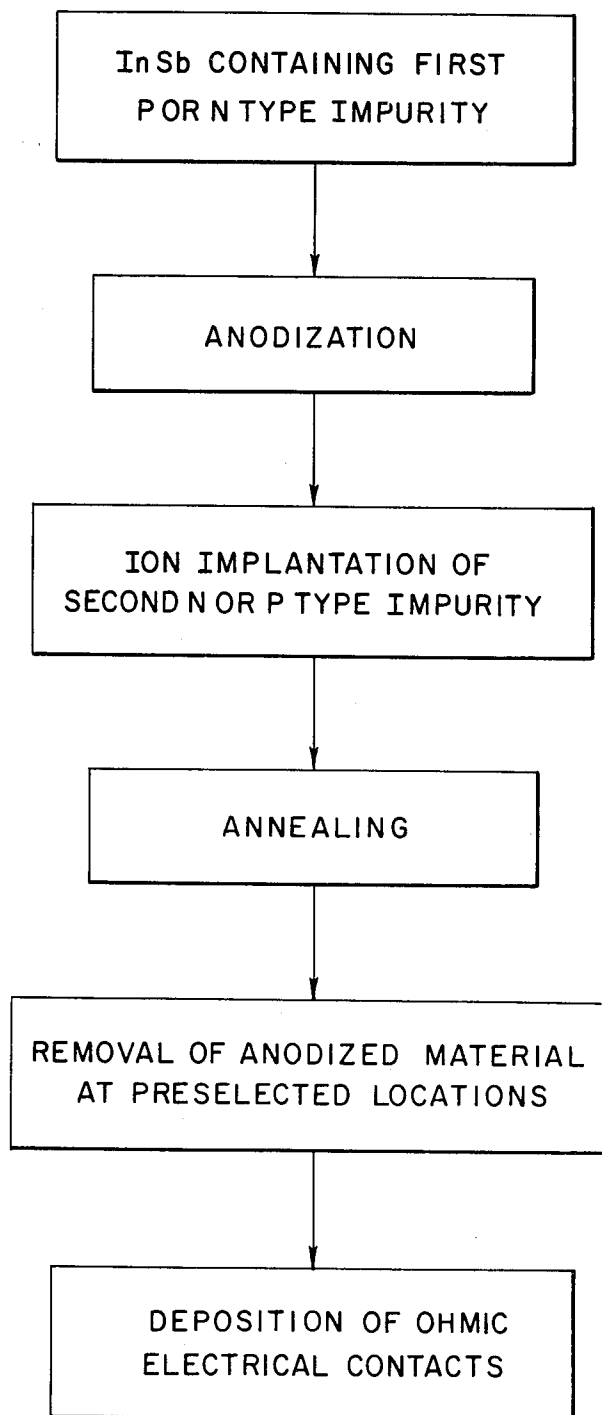 InSb CONTAINING FIRST
P OR N TYPE IMPURITY
ANODIZATION
ION IMPLANTATION OF
SECOND N OR P TYPE IMPURITY
ANNEALING
REMOVAL OF ANODIZED MATERIAL
AT PRESELECTED LOCATIONS
DEPOSITION OF OHMIC
ELECTRICAL CONTACTS